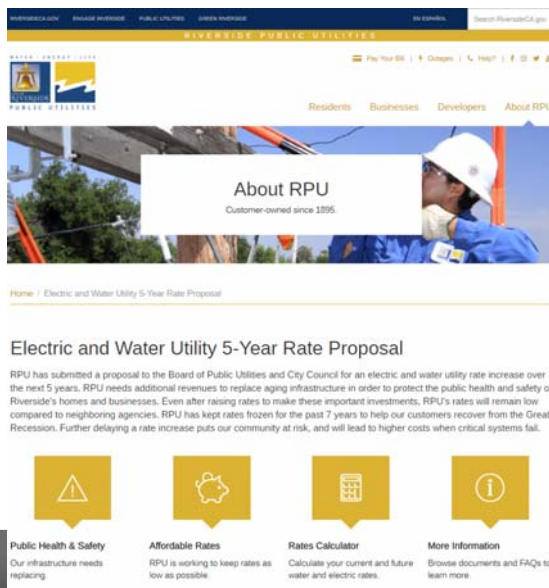 RIVERSIDECA.GOV ENGAGE RIVERSIDE PUBLIC UTILITIES GREEN RIVERSIDE EN ESPAÑOL Search RiversideCA.gov
RIVERSIDE PUBLIC UTILITIES
WATER | ENERGY | LIFE
Pay Your Bill | Outages | Help? |
RIVERSIDE
PUBLIC UTILITIES
Residents Businesses Developers About RPU
About RPU
Customer-owned since 1895.
Home / Electric and Water Utility 5-Year Rate Proposal
Electric and Water Utility 5-Year Rate Proposal
RPU has submitted a proposal to the Board of Public Utilities and City Council for an electric and water utility rate increase over
the next 5 years. RPU needs additional revenues to replace aging infrastructure in order to protect the public health and safety o
Riverside's homes and businesses. Even after raising rates to make these important investments, RPU's rates will remain low
compared to neighboring agencies. RPU has kept rates frozen for the past 7 years to help our customers recover from the Great
Recession. Further delaying a rate increase puts our community at risk, and will lead to higher costs when critical systems fail.
Public Health & Safety
Our infrastructure needs
replacing.
Affordable Rates
RPU is working to keep rates as
low as possible.
Rates Calculator
Calculate your current and future
water and electric rates.
More Information
Browse documents and FAQs to
learn more.